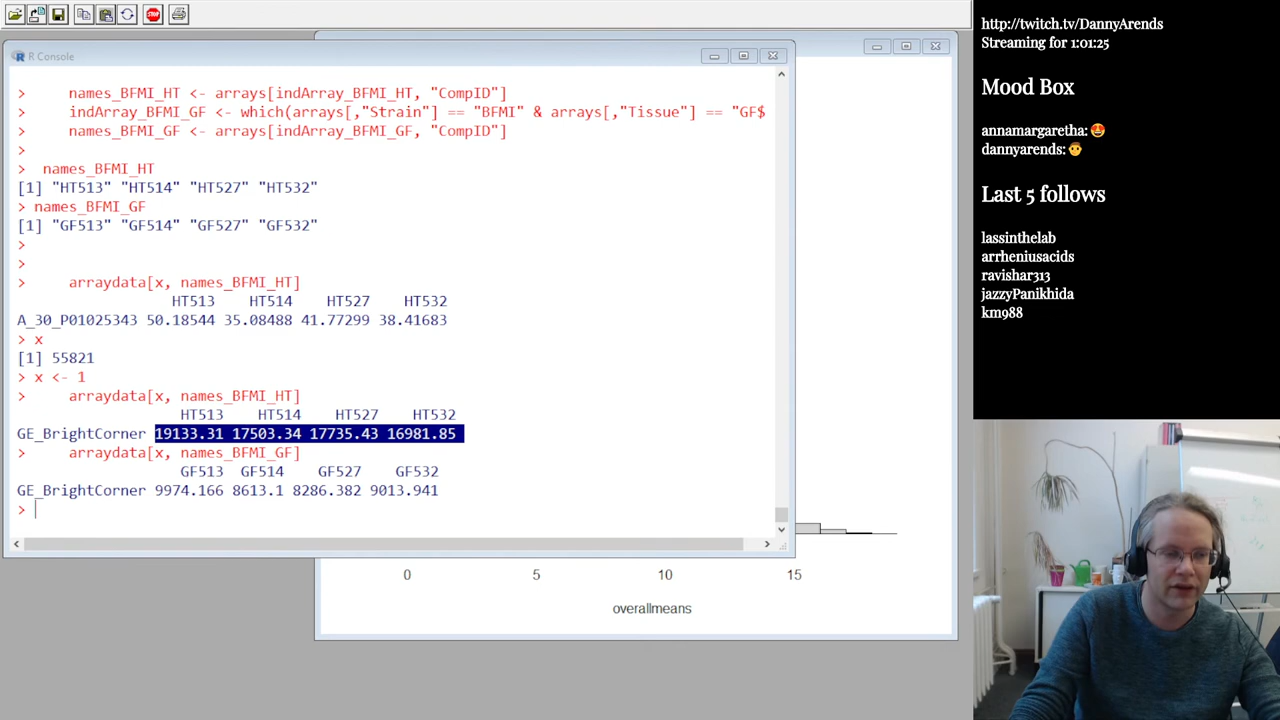 R Console
>     names_BFMI_HT <- arrays[indArray_BFMI_HT, "CompID"]
>     indArray_BFMI_GF <- which(arrays[,"Strain"] == "BFMI" & arrays[,"Tissue"] == "GF$
>     names_BFMI_GF <- arrays[indArray_BFMI_GF, "CompID"]
>
>  names_BFMI_HT
[1] "HT513" "HT514" "HT527" "HT532"
> names_BFMI_GF
[1] "GF513" "GF514" "GF527" "GF532"
>
>
>     arraydata[x, names_BFMI_HT]
HT513    HT514    HT527    HT532
A_30_P01025343 50.18544 35.08488 41.77299 38.41683
> x
[1] 55821
> x <- 1
>     arraydata[x, names_BFMI_HT]
HT513    HT514    HT527    HT532
GE_BrightCorner 19133.31 17503.34 17735.43 16981.85
>     arraydata[x, names_BFMI_GF]
GF513  GF514    GF527    GF532
GE_BrightCorner 9974.166 8613.1 8286.382 9013.941
>
0 5 10 15
overallmeans
STOP
http://twitch.tv/DannyArends
Streaming for 1:01:25
Mood Box
annamargaretha: 😍
dannyarends: 👨
Last 5 follows
lassinthelab
arrheniusacids
ravishar313
jazzyPanikhida
km988